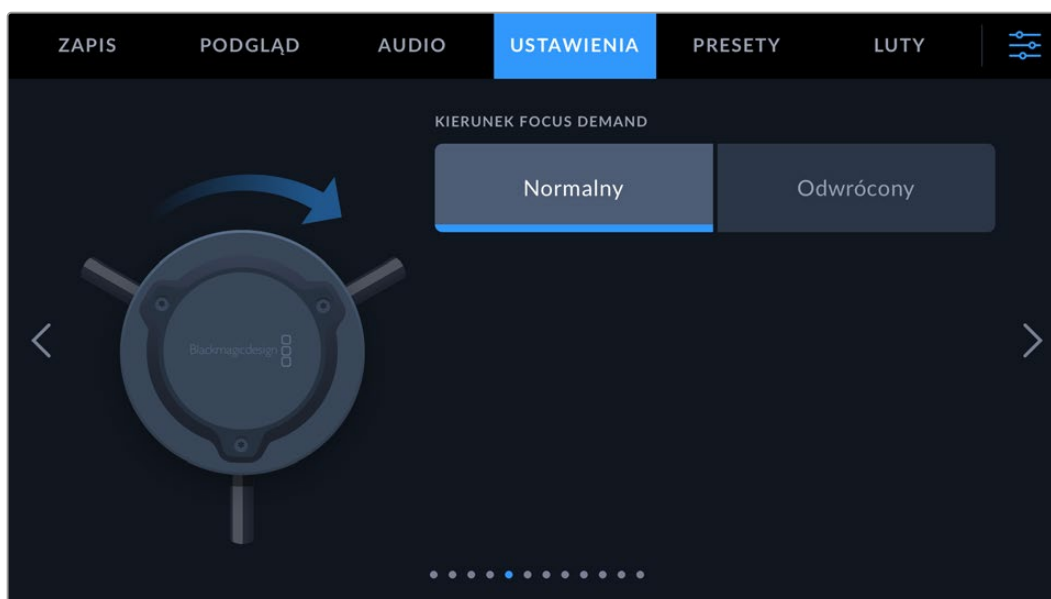 ZAPIS PODGLĄD AUDIO USTAWIENIA PRESETY LUTY
KIERUNEK FOCUS DEMAND
Normalny Odwrócony
Blackmagicdesign